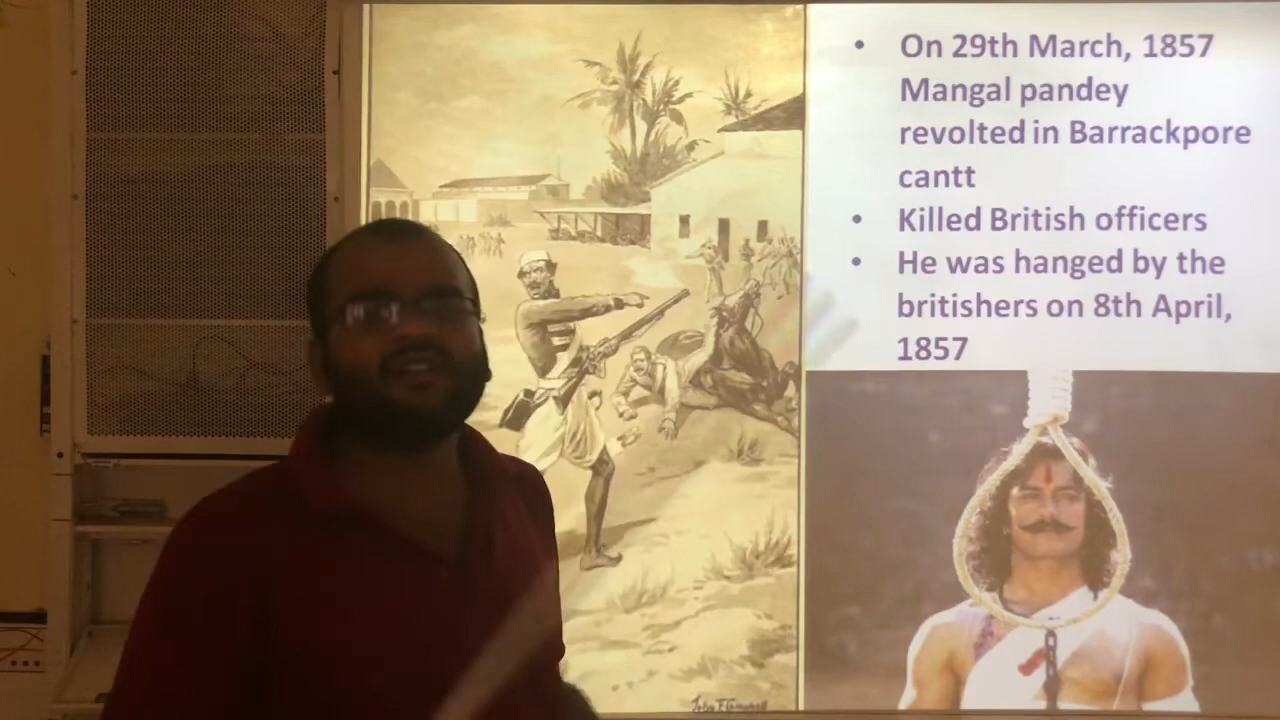 • On 29th March, 1857
Mangal pandey
revolted in Barrackpore
cantt
• Killed British officers
• He was hanged by the
britishers on 8th April,
1857